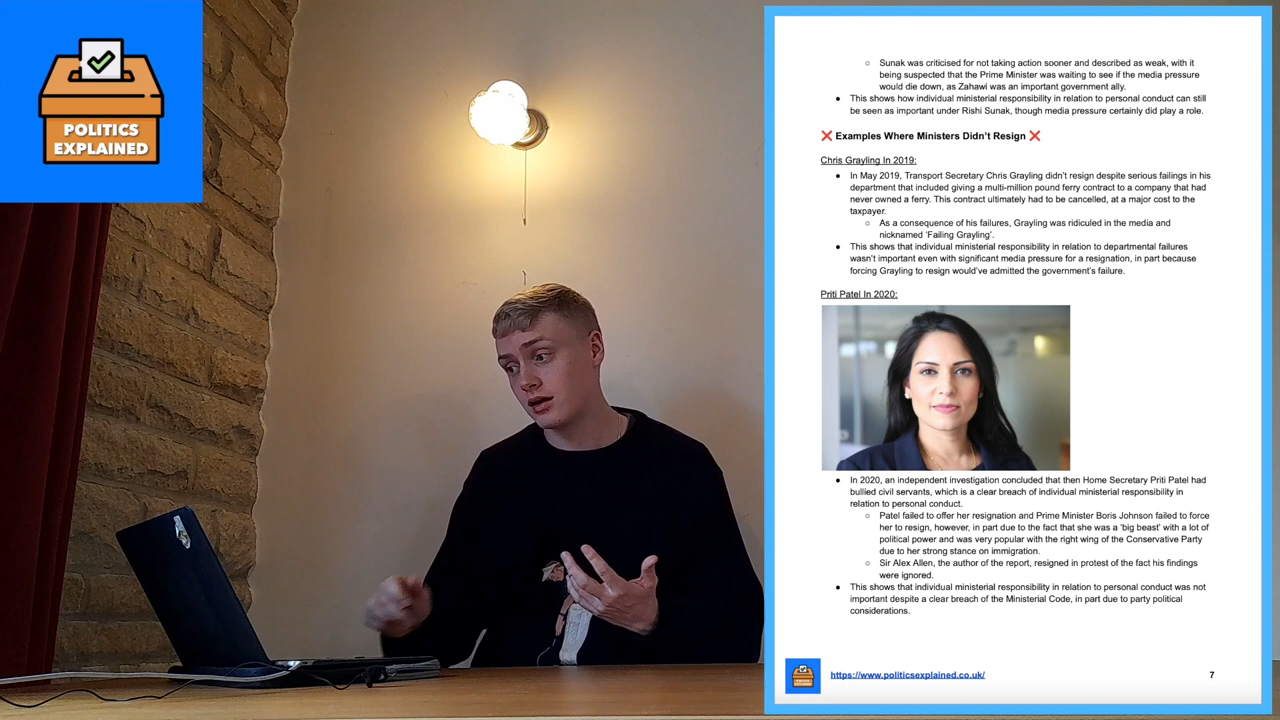 POLITICS
EXPLAINED
○ Sunak was criticised for not taking action sooner and described as weak, with it
being suspected that the Prime Minister was waiting to see if the media pressure
would die down, as Zahawi was an important government ally.
● This shows how individual ministerial responsibility in relation to personal conduct can still
be seen as important under Rishi Sunak, though media pressure certainly did play a role.
❌ Examples Where Ministers Didn't Resign ❌
Chris Grayling In 2019:
● In May 2019, Transport Secretary Chris Grayling didn't resign despite serious failings in his
department that included giving a multi-million pound ferry contract to a company that had
never owned a ferry. This contract ultimately had to be cancelled, at a major cost to the
taxpayer.
○ As a consequence of his failures, Grayling was ridiculed in the media and
nicknamed 'Failing Grayling'.
● This shows that individual ministerial responsibility in relation to departmental failures
wasn't important even with significant media pressure for a resignation, in part because
forcing Grayling to resign would've admitted the government's failure.
Priti Patel In 2020:
● In 2020, an independent investigation concluded that then Home Secretary Priti Patel had
bullied civil servants, which is a clear breach of individual ministerial responsibility in
relation to personal conduct.
○ Patel failed to offer her resignation and Prime Minister Boris Johnson failed to force
her to resign, however, in part due to the fact that she was a 'big beast' with a lot of
political power and was very popular with the right wing of the Conservative Party
due to her strong stance on immigration.
○ Sir Alex Allen, the author of the report, resigned in protest of the fact his findings
were ignored.
● This shows that individual ministerial responsibility in relation to personal conduct was not
important despite a clear breach of the Ministerial Code, in part due to party political
considerations.
https://www.politicsexplained.co.uk/
7